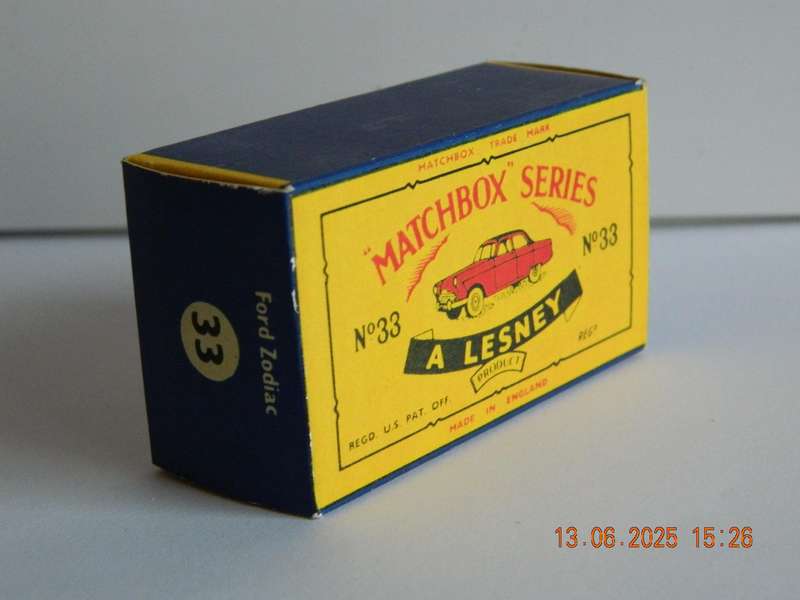 MATCHBOX TRADE MARK
"MATCHBOX" SERIES
Nº33
Nº33
A LESNEY
PRODUCT
REGD
REGD. U.S. PAT. OFF.
MADE IN ENGLAND
Ford Zodiac
33
13.06.2025 15:26